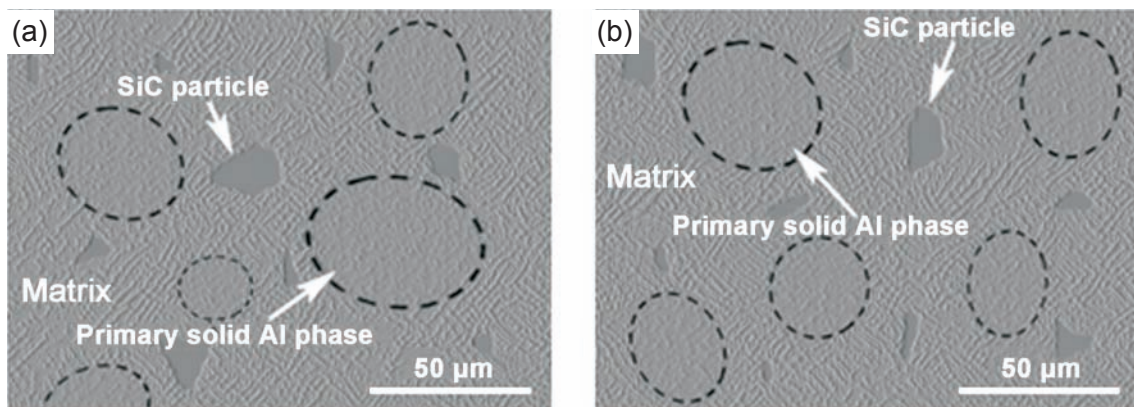 (a)
SiC particle
Matrix
Primary solid Al phase
50 µm
(b)
SiC particle
Matrix
Primary solid Al phase
50 µm